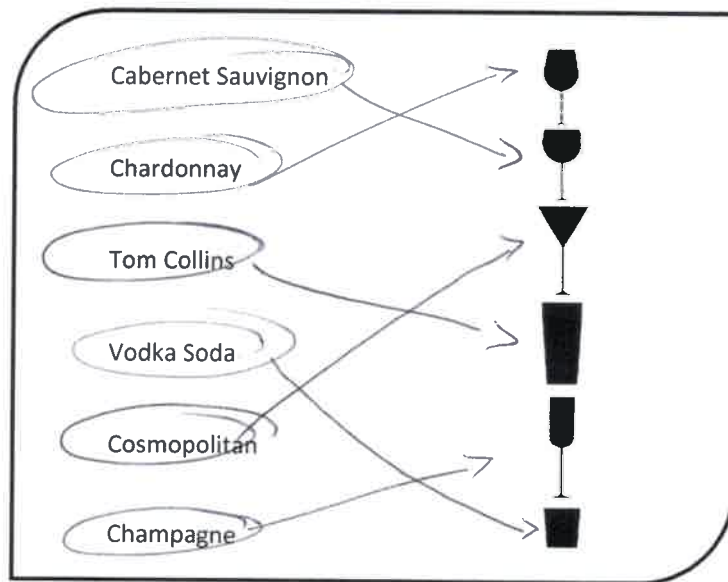 Cabernet Sauvignon
Chardonnay
Tom Collins
Vodka Soda
Cosmopolitan
Champagne